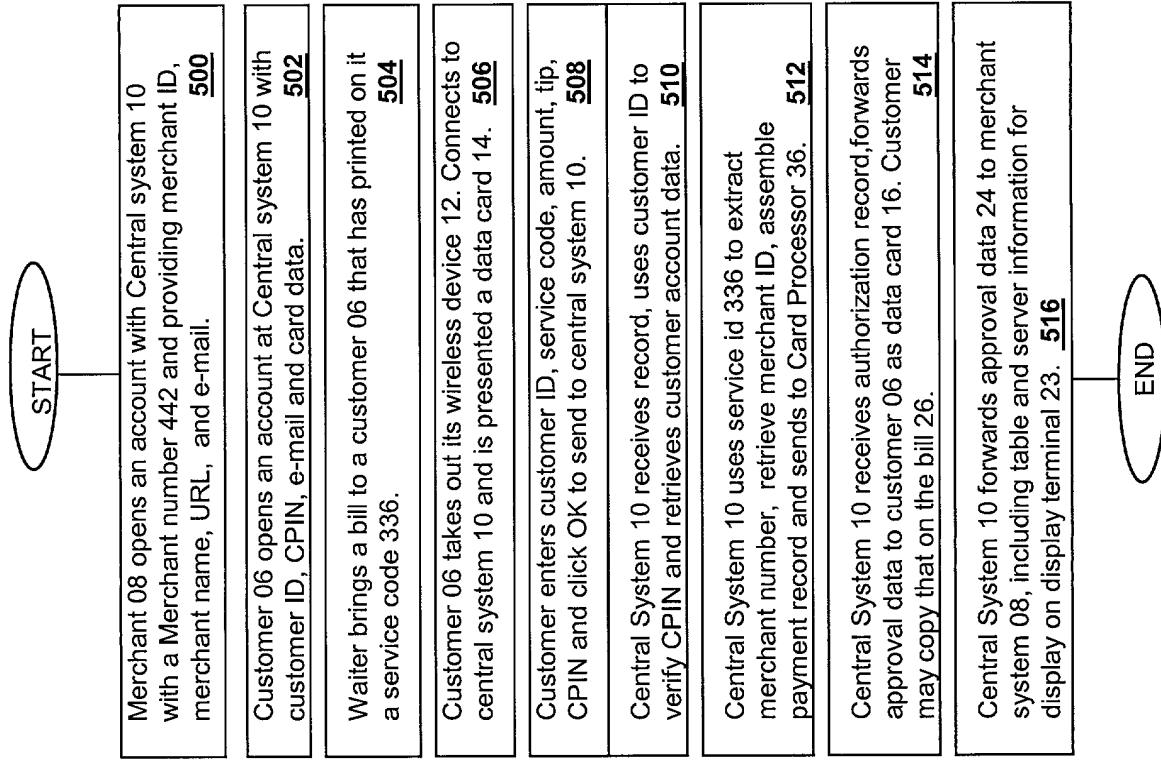 START
Merchant 08 opens an account with Central system 10
with a Merchant number 442 and providing merchant ID,
merchant name, URL, and e-mail. 500
Customer 06 opens an account at Central system 10 with
customer ID, CPIN, e-mail and card data. 502
Waiter brings a bill to a customer 06 that has printed on it
a service code 336. 504
Customer 06 takes out its wireless device 12. Connects to
central system 10 and is presented a data card 14. 506
Customer enters customer ID, service code, amount, tip,
CPIN and click OK to send to central system 10. 508
Central System 10 receives record, uses customer ID to
verify CPIN and retrieves customer account data. 510
Central System 10 uses service id 336 to extract
merchant number, retrieve merchant ID, assemble
payment record and sends to Card Processor 36. 512
Central System 10 receives authorization record,forwards
approval data to customer 06 as data card 16. Customer
may copy that on the bill 26. 514
Central System 10 forwards approval data 24 to merchant
system 08, including table and server information for
display on display terminal 23. 516
END